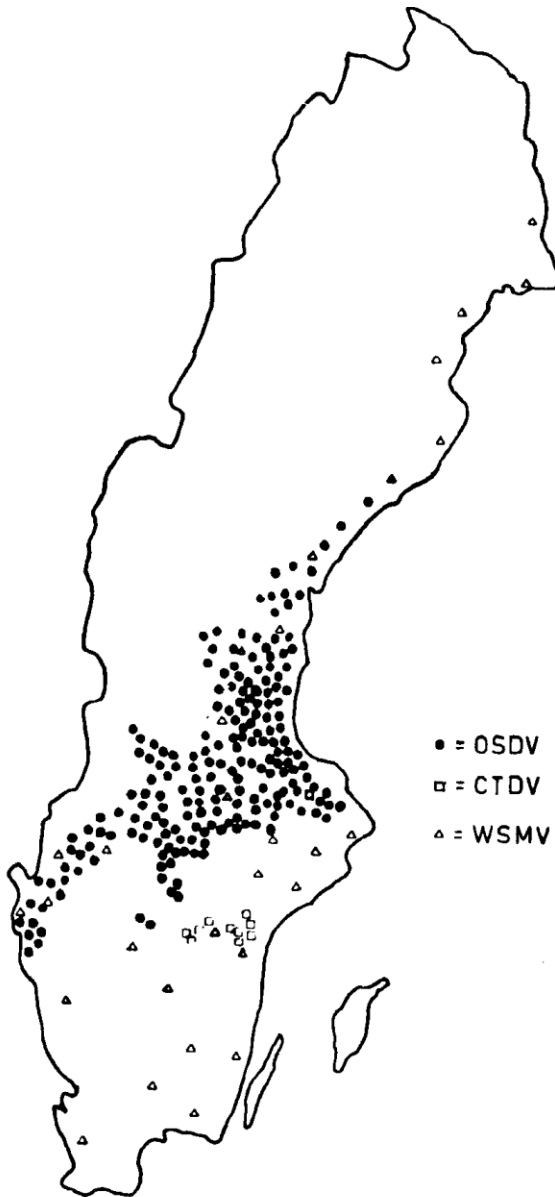 ● = OSDV
□ = CTDV
△ = WSMV